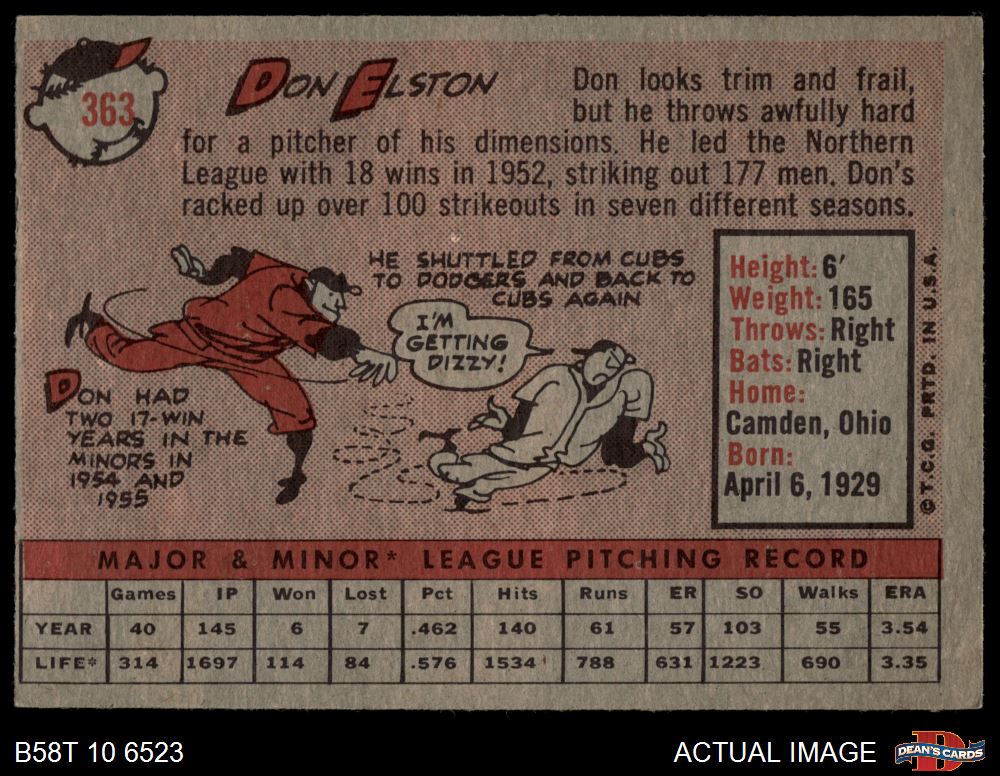 363
DON ELSTON
Don looks trim and frail,
but he throws awfully hard
for a pitcher of his dimensions. He led the Northern
League with 18 wins in 1952, striking out 177 men. Don's
racked up over 100 strikeouts in seven different seasons.
HE SHUTTLED FROM CUBS
TO DODGERS AND BACK TO
CUBS AGAIN
I'M
GETTING
DIZZY!
DON HAD
TWO 17-WIN
YEARS IN THE
MINORS IN
1954 AND
1955
Height: 6'
Weight: 165
Throws: Right
Bats: Right
Home:
Camden, Ohio
Born:
April 6, 1929
© T.C.G. PRTD. IN U.S.A.
MAJOR & MINOR* LEAGUE PITCHING RECORD
Games IP Won Lost Pct Hits Runs ER SO Walks ERA
YEAR 40 145 6 7 .462 140 61 57 103 55 3.54
LIFE* 314 1697 114 84 .576 1534 788 631 1223 690 3.35
B58T 10 6523
ACTUAL IMAGE
DEAN'S CARDS